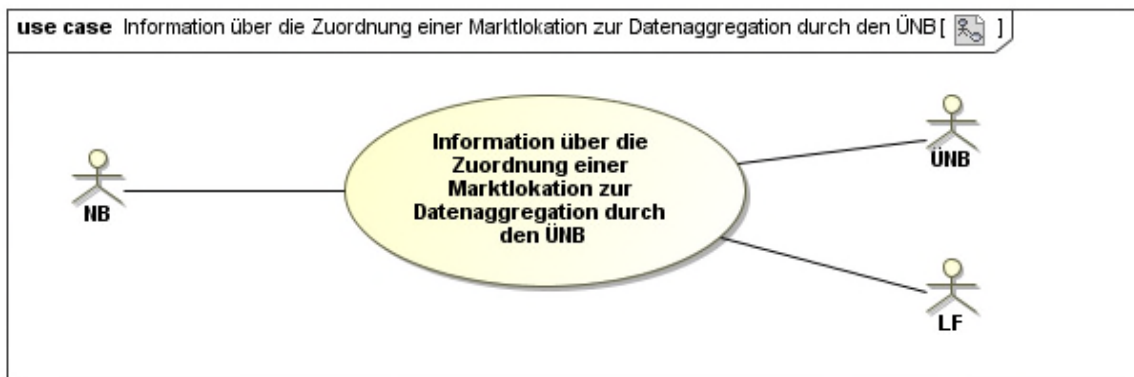 use case Information über die Zuordnung einer Marktlokation zur Datenaggregation durch den ÜNB [ ]
Information über die
Zuordnung einer
Marktlokation zur
Datenaggregation durch
den ÜNB
NB
ÜNB
LF